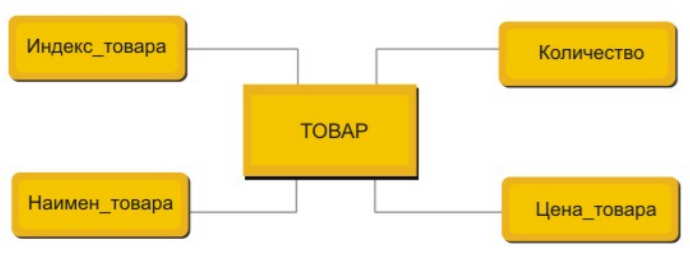 Индекс_товара
Количество
ТОВАР
Наимен_товара
Цена_товара